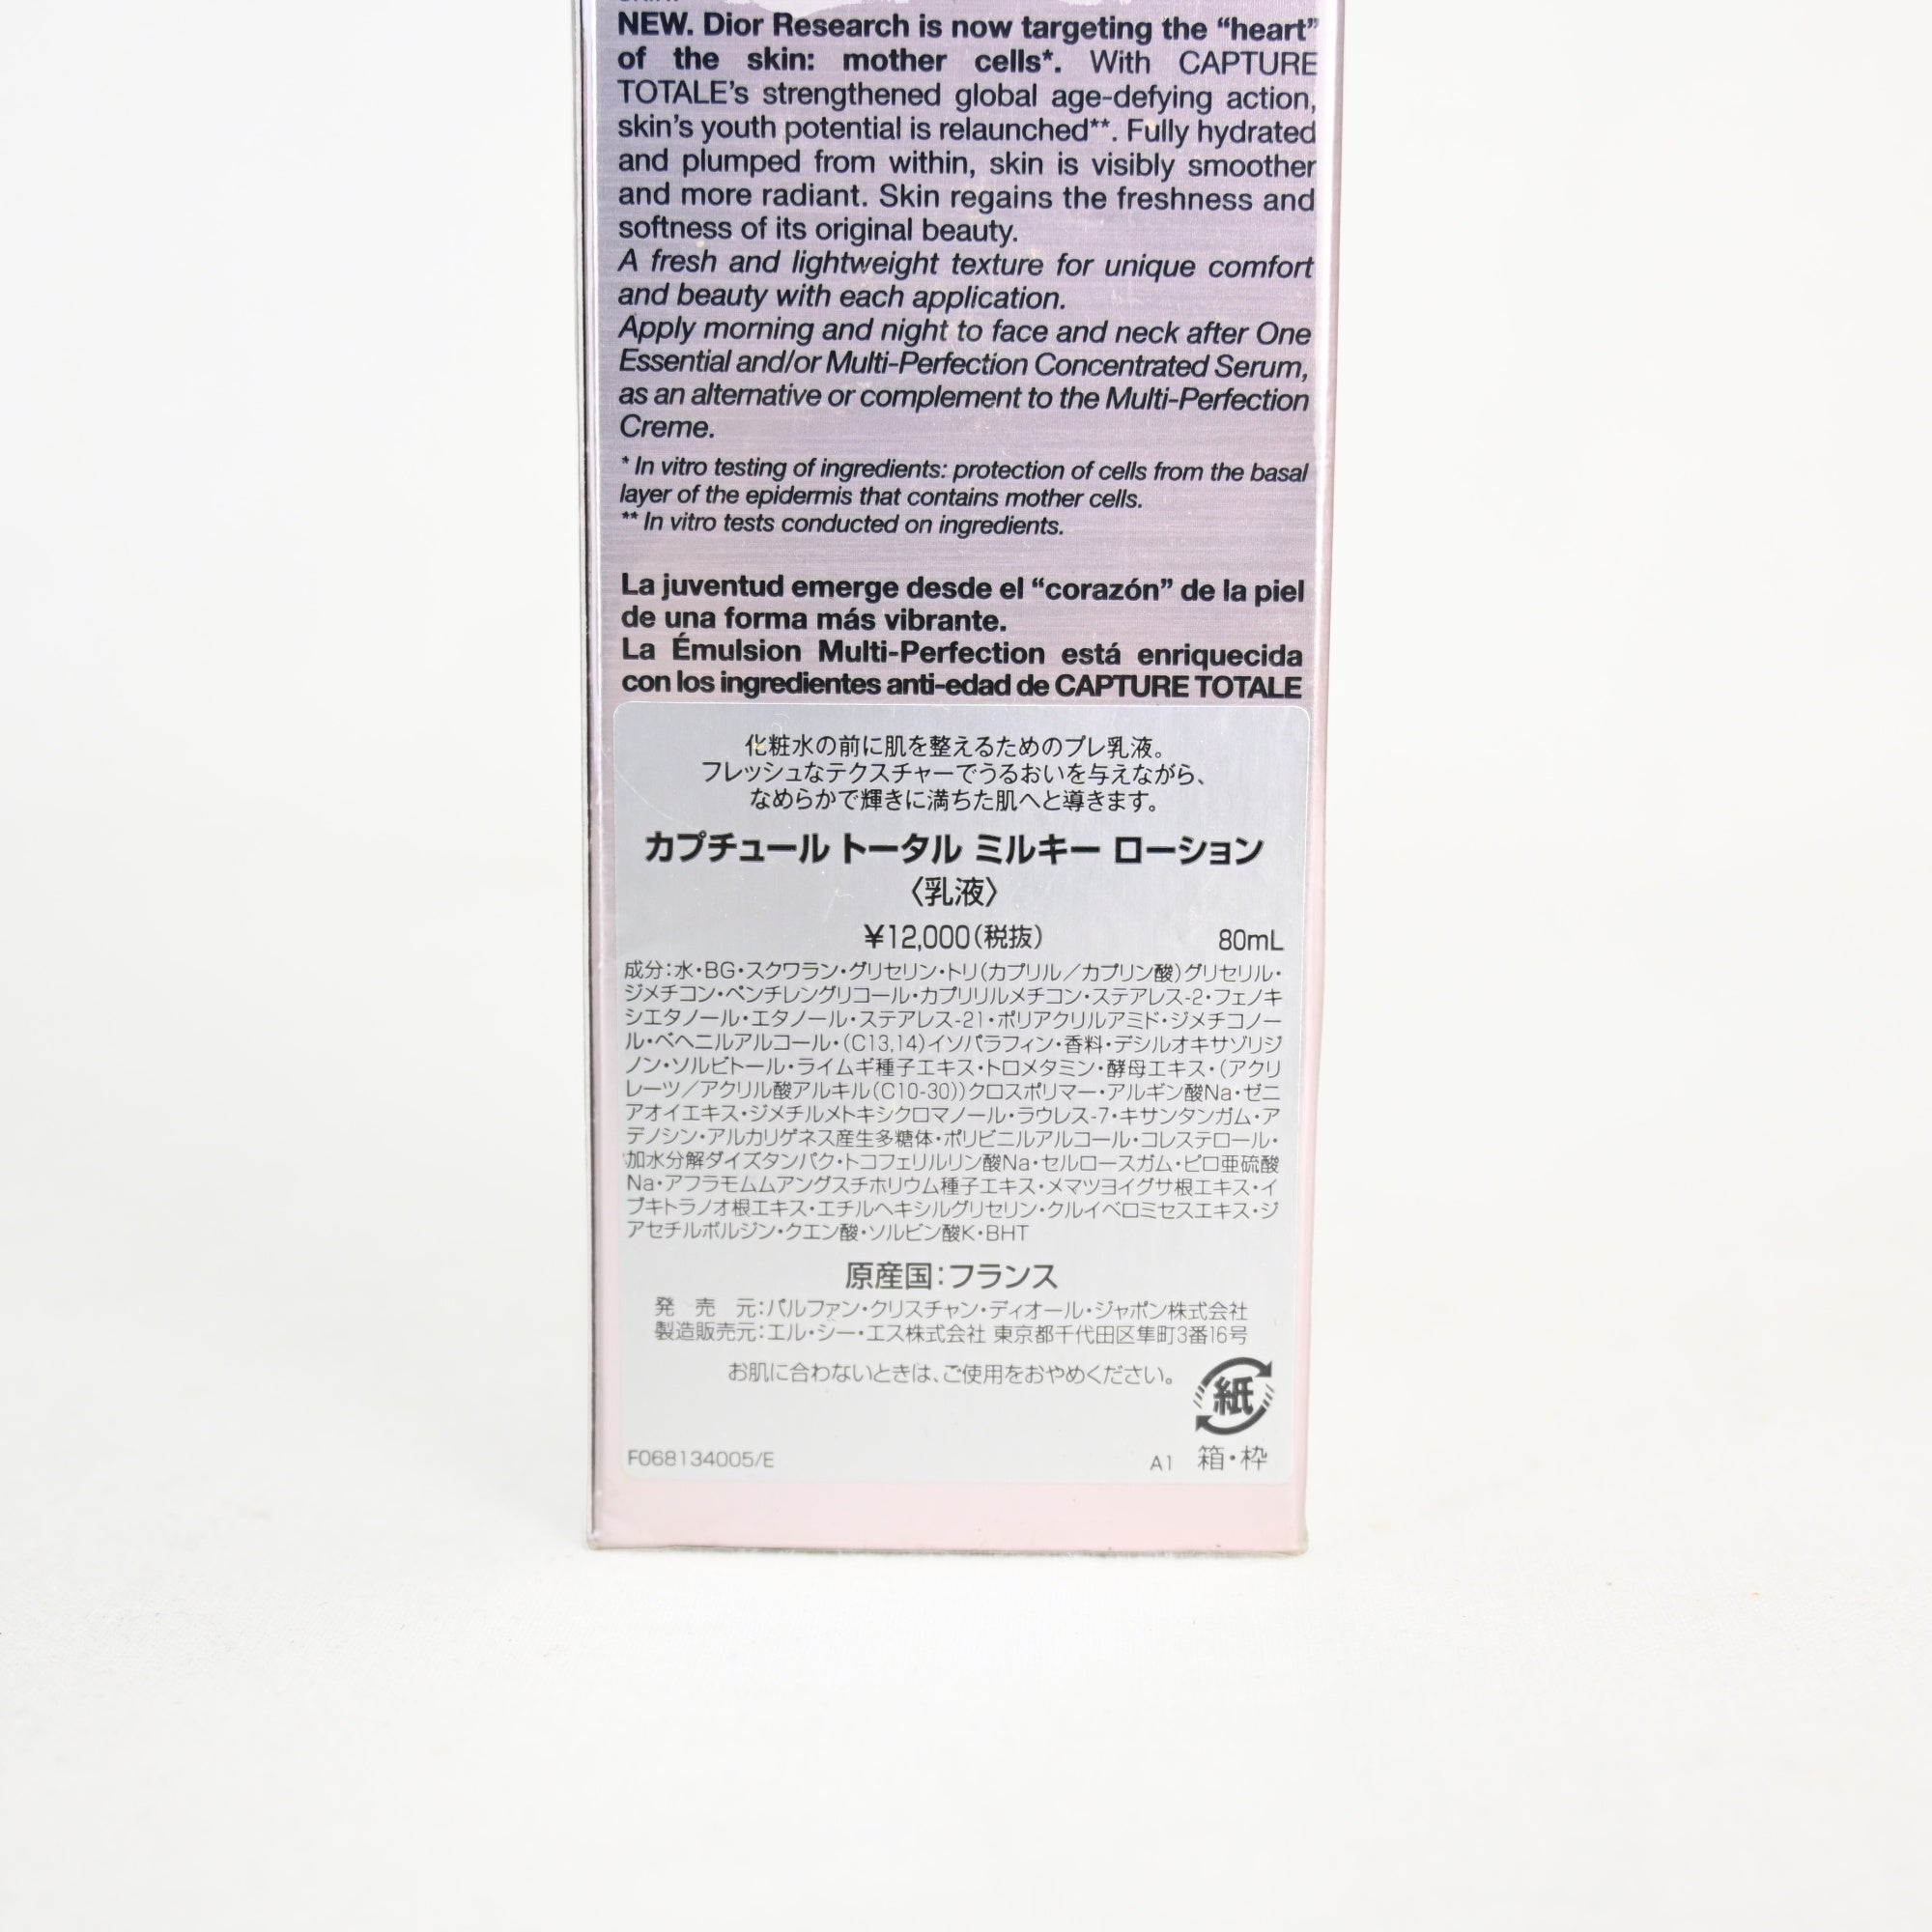 NEW. Dior Research is now targeting the “heart”
of the skin: mother cells*. With CAPTURE
TOTALE’s strengthened global age-defying action,
skin’s youth potential is relaunched**. Fully hydrated
and plumped from within, skin is visibly smoother
and more radiant. Skin regains the freshness and
softness of its original beauty.
A fresh and lightweight texture for unique comfort
and beauty with each application.
Apply morning and night to face and neck after One
Essential and/or Multi-Perfection Concentrated Serum,
as an alternative or complement to the Multi-Perfection
Creme.
* In vitro testing of ingredients: protection of cells from the basal
layer of the epidermis that contains mother cells.
** In vitro tests conducted on ingredients.
La juventud emerge desde el “corazón” de la piel
de una forma más vibrante.
La Émulsion Multi-Perfection está enriquecida
con los ingredientes anti-edad de CAPTURE TOTALE
化粧水の前に肌を整えるためのプレ乳液。
フレッシュなテクスチャーでうるおいを与えながら、
なめらかで輝きに満ちた肌へと導きます。
カプチュール トータル ミルキー ローション
〈乳液〉
¥12,000(税抜) 80mL
成分：水・BG・スクワラン・グリセリン・トリ(カプリル／カプリン酸)グリセリル・
ジメチコン・ペンチレングリコール・カプリリルメチコン・ステアレス-2・フェノキ
シエタノール・エタノール・ステアレス-21・ポリアクリルアミド・ジメチコノー
ル・ベヘニルアルコール・(C13,14)イソパラフィン・香料・デシルオキサゾリジ
ノン・ソルビトール・ライムギ種子エキス・トロメタミン・酵母エキス・(アクリ
レーツ／アクリル酸アルキル(C10-30))クロスポリマー・アルギン酸Na・ゼニ
アオイエキス・ジメチルメトキシクロマノール・ラウレス-7・キサンタンガム・ア
デノシン・アルカリゲネス産生多糖体・ポリビニルアルコール・コレステロール・
加水分解ダイズタンパク・トコフェリルリン酸Na・セルロースガム・ピロ亜硫酸
Na・アフラモムムアングスチホリウム種子エキス・メマツヨイグサ根エキス・イ
ブキトラノオ根エキス・エチルヘキシルグリセリン・クルイベロミセスエキス・ジ
アセチルボルジン・クエン酸・ソルビン酸K・BHT
原産国：フランス
発 売 元：パルファン・クリスチャン・ディオール・ジャポン株式会社
製造販売元：エル・シー・エス株式会社 東京都千代田区隼町3番16号
お肌に合わないときは、ご使用をおやめください。
紙
F068134005/E A1 箱・枠